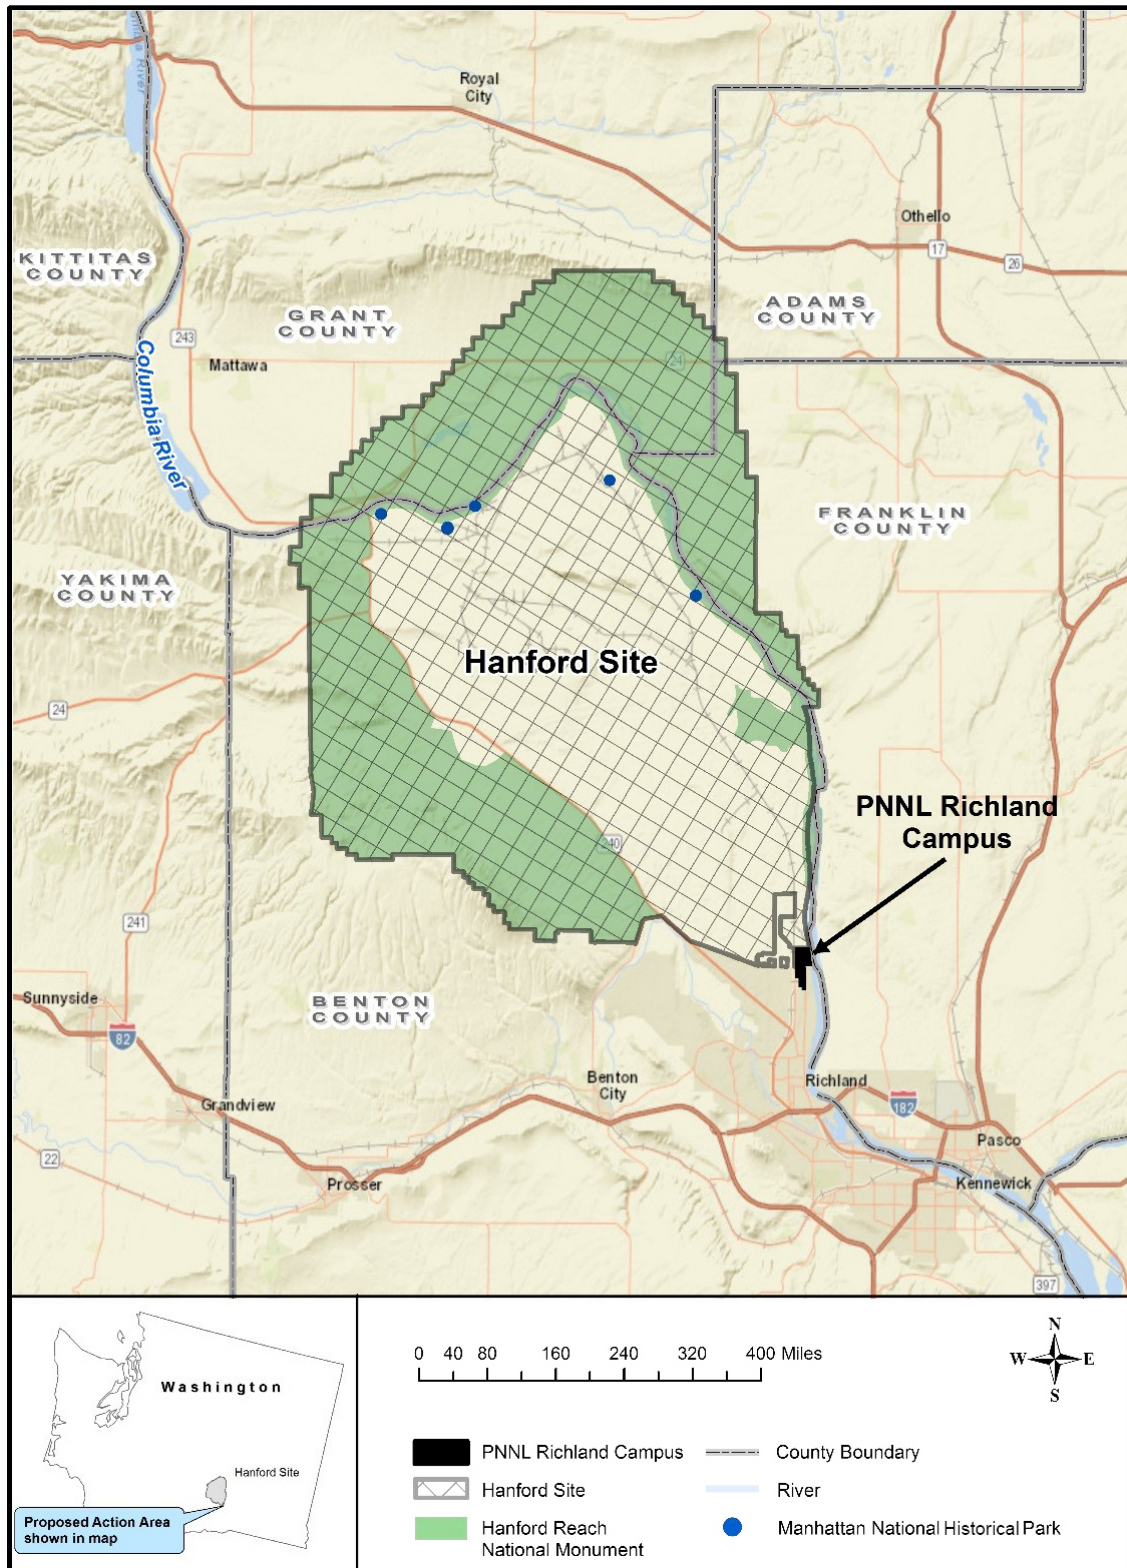 Columbia River
Royal
City
Othello
17
26
KITTITAS
COUNTY
GRANT
COUNTY
ADAMS
COUNTY
243
Mattawa
24
Columbia River
FRANKLIN
COUNTY
YAKIMA
COUNTY
Hanford Site
24
PNNL Richland
Campus
240
241
Sunnyside
82
BENTON
COUNTY
Benton
City
Richland
182
Grandview
Pasco
22
Prosser
Kennewick
397
Washington
Hanford Site
Proposed Action Area
shown in map
0 40 80 160 240 320 400 Miles
N
W E
S
PNNL Richland Campus
County Boundary
Hanford Site
River
Hanford Reach
National Monument
Manhattan National Historical Park